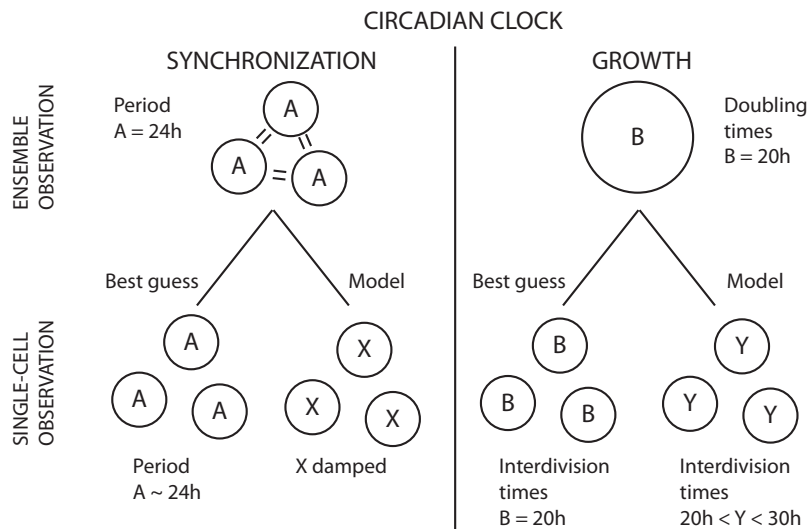 CIRCADIAN CLOCK
SYNCHRONIZATION
GROWTH
ENSEMBLE
OBSERVATION
Period
A = 24h
A
A
A
B
Doubling
times
B = 20h
Best guess
Model
Best guess
Model
SINGLE-CELL
OBSERVATION
A
A
A
X
X
X
B
B
B
Y
Y
Y
Period
A ~ 24h
X damped
Interdivision
times
B = 20h
Interdivision
times
20h < Y < 30h